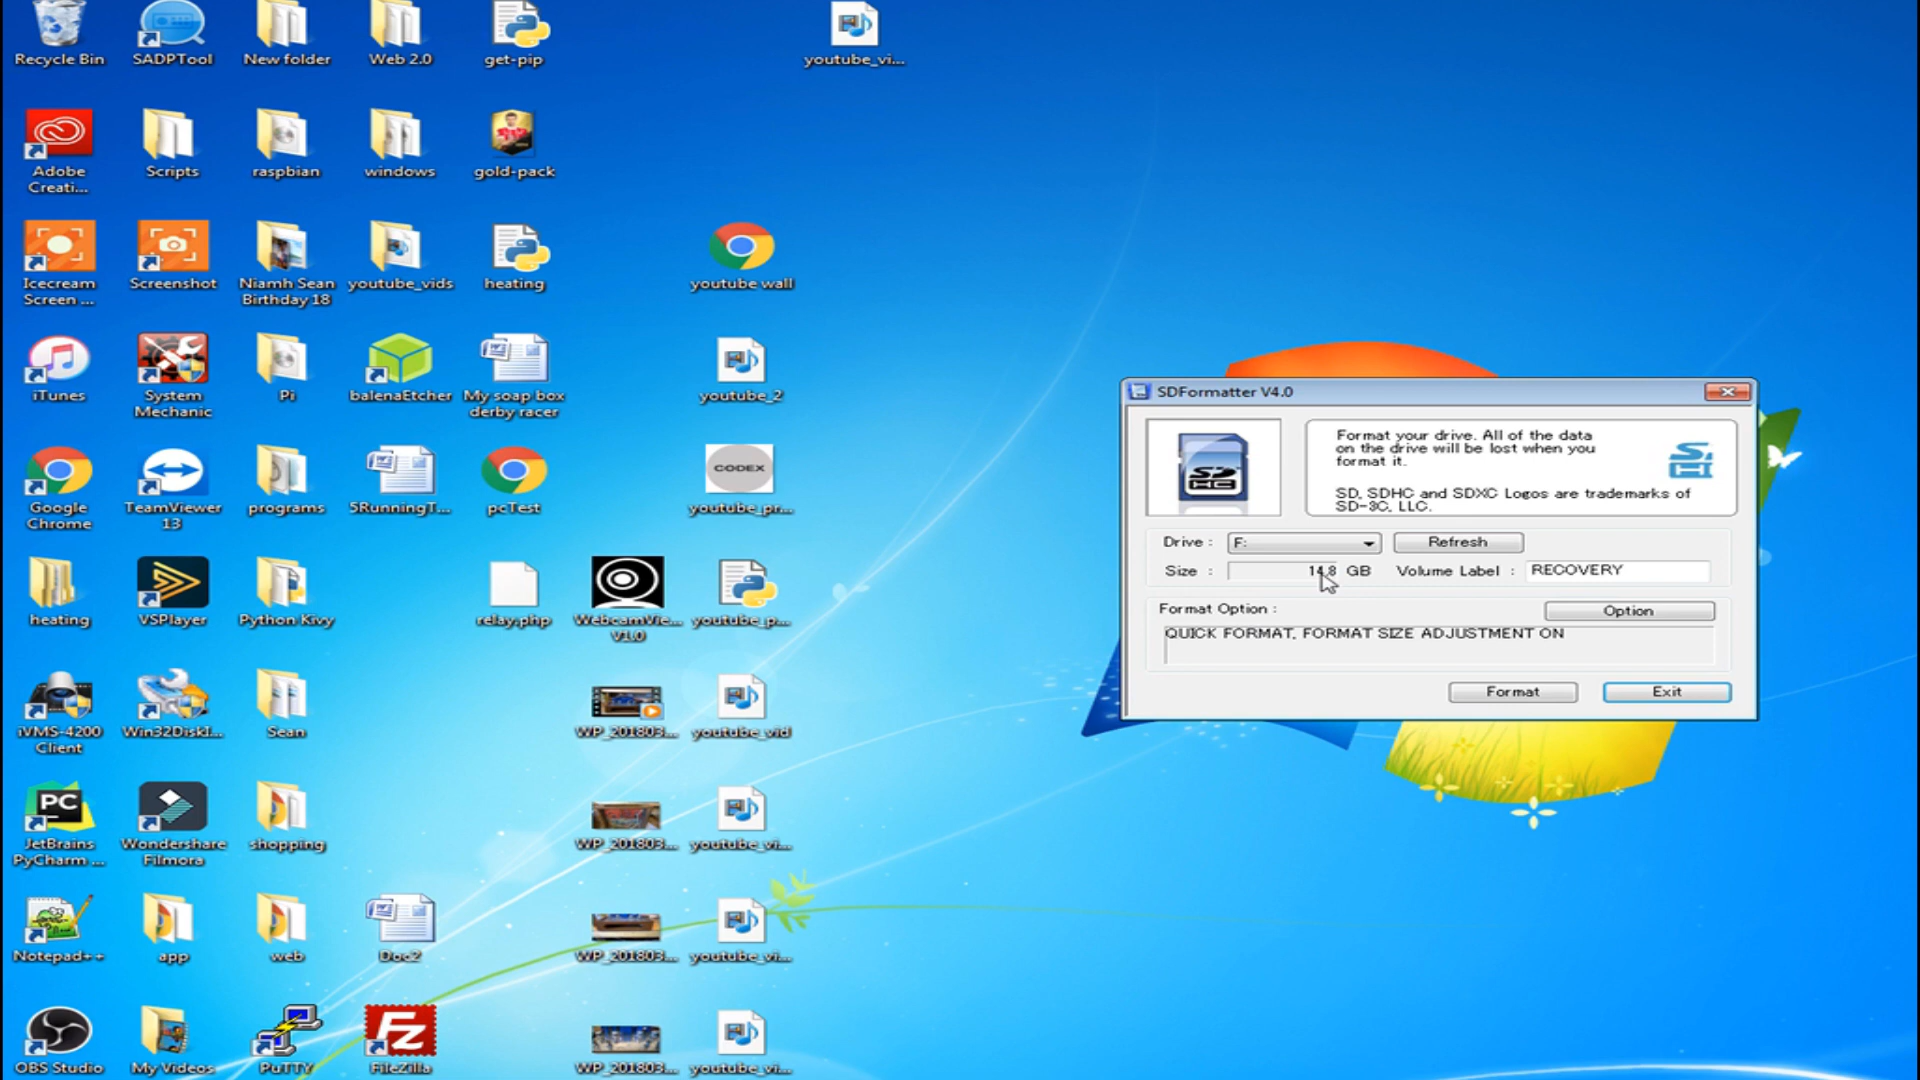 Recycle Bin
SADPTool
New folder
Web 2.0
get-pip
youtube_vi...
Adobe
Creati...
Scripts
raspbian
windows
gold-pack
Icecream
Screen ...
Screenshot
Niamh Sean
Birthday 18
youtube_vids
heating
youtube wall
iTunes
System
Mechanic
Pi
balenaEtcher
My soap box
derby racer
youtube_2
Google
Chrome
TeamViewer
13
programs
5RunningT...
pcTest
CODEX
youtube_pr...
heating
VSPlayer
Python Kivy
relay.php
WebcamVie...
V1.0
youtube_p...
iVMS-4200
Client
Win32DiskI...
Sean
WP_201803...
youtube_vid
PC
JetBrains
PyCharm ...
Wondershare
Filmora
shopping
WP_201803...
youtube_vi...
Notepad++
app
web
Doc2
WP_201803...
youtube_vi...
OBS Studio
My Videos
PuTTY
FZ
FileZilla
WP_201803...
youtube_vi...
SDFormatter V4.0
Format your drive. All of the data
on the drive will be lost when you
format it.
SD, SDHC and SDXC Logos are trademarks of
SD-3C, LLC.
Drive : F: Refresh
Size : 14.8 GB Volume Label : RECOVERY
Format Option :
Option
QUICK FORMAT, FORMAT SIZE ADJUSTMENT ON
Format
Exit